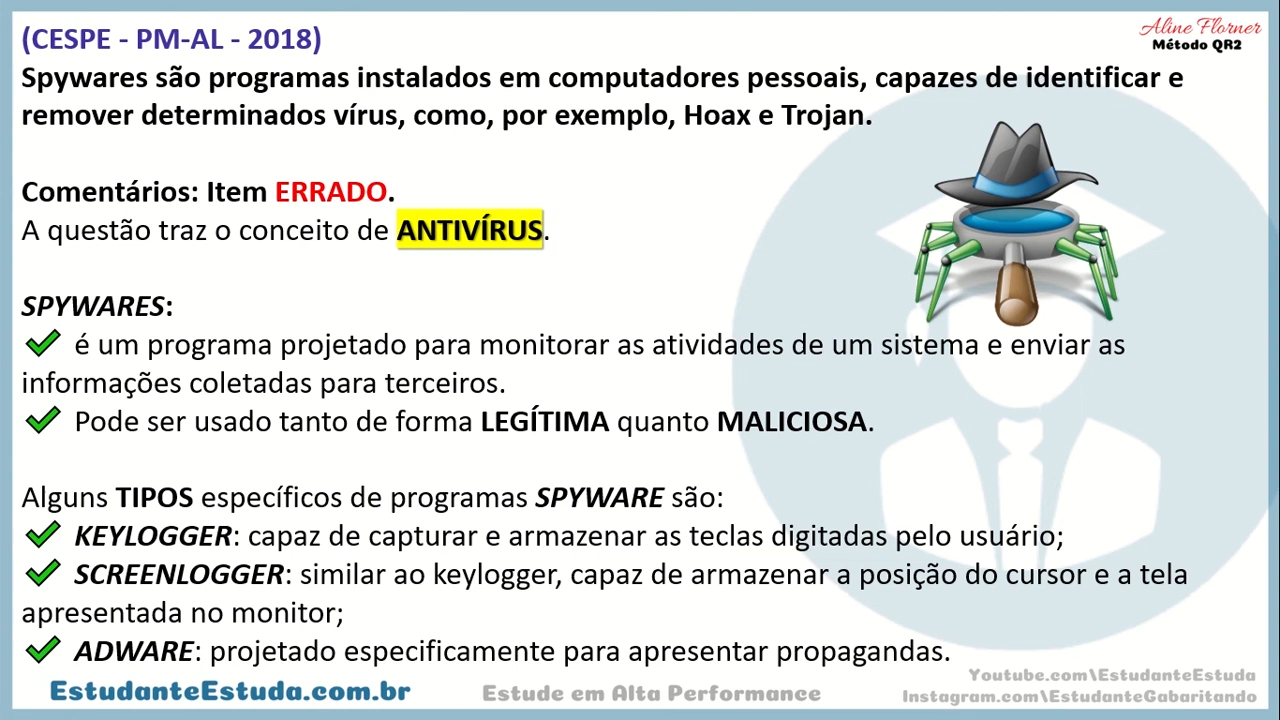 (CESPE - PM-AL - 2018)
Aline Florner
Método QR2
Spywares são programas instalados em computadores pessoais, capazes de identificar e
remover determinados vírus, como, por exemplo, Hoax e Trojan.
Comentários: Item ERRADO.
A questão traz o conceito de ANTIVÍRUS.
SPYWARES:
é um programa projetado para monitorar as atividades de um sistema e enviar as
informações coletadas para terceiros.
Pode ser usado tanto de forma LEGÍTIMA quanto MALICIOSA.
Alguns TIPOS específicos de programas SPYWARE são:
KEYLOGGER: capaz de capturar e armazenar as teclas digitadas pelo usuário;
SCREENLOGGER: similar ao keylogger, capaz de armazenar a posição do cursor e a tela
apresentada no monitor;
ADWARE: projetado especificamente para apresentar propagandas.
EstudanteEstuda.com.br
Estude em Alta Performance
Youtube.com\EstudanteEstuda
Instagram.com\EstudanteGabaritando